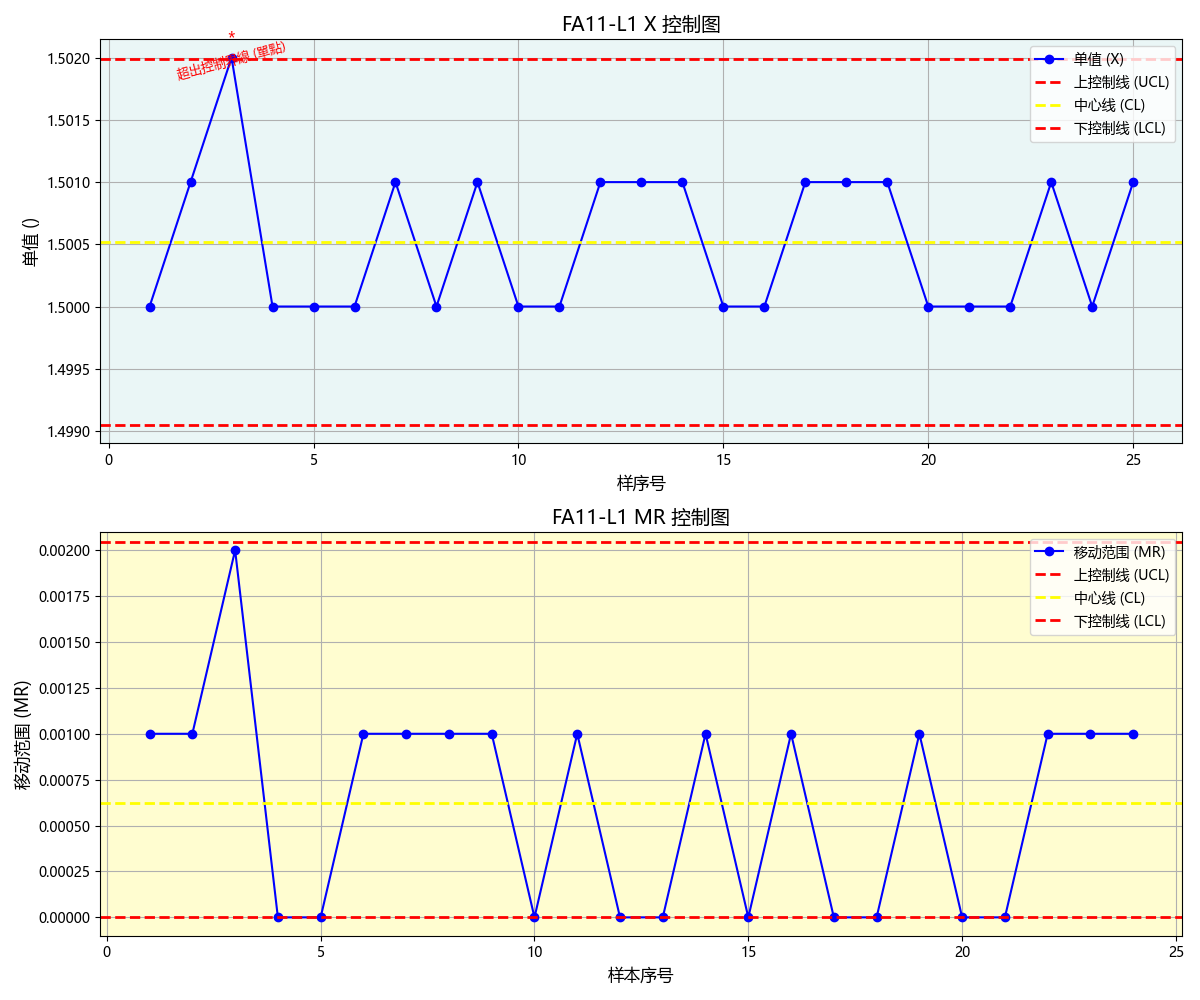 FA11-L1 X 控制图
*
超出控制界線 (單點)
单值 (X)
上控制线 (UCL)
中心线 (CL)
下控制线 (LCL)
单值 ()
1.5020
1.5015
1.5010
1.5005
1.5000
1.4995
1.4990
0 5 10 15 20 25
样序号
FA11-L1 MR 控制图
移动范围 (MR)
上控制线 (UCL)
中心线 (CL)
下控制线 (LCL)
移动范围 (MR)
0.00200
0.00175
0.00150
0.00125
0.00100
0.00075
0.00050
0.00025
0.00000
0 5 10 15 20 25
样本序号